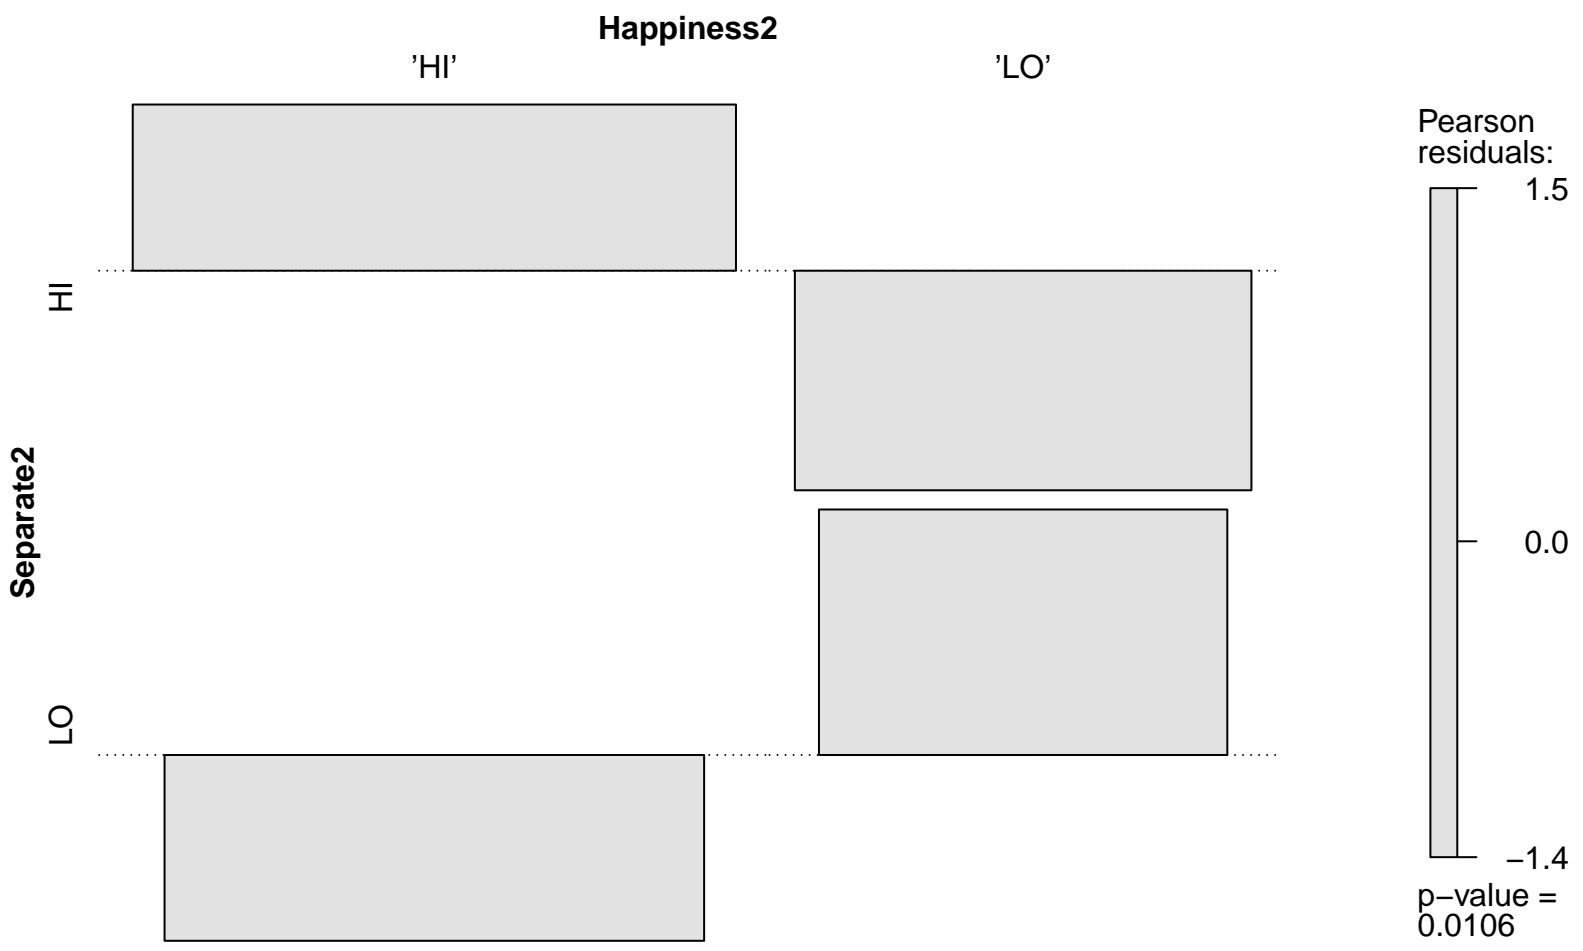 Happiness2
’HI’ ’LO’
Separate2
HI
LO
Pearson
residuals:
1.5
0.0
−1.4
p−value =
0.0106